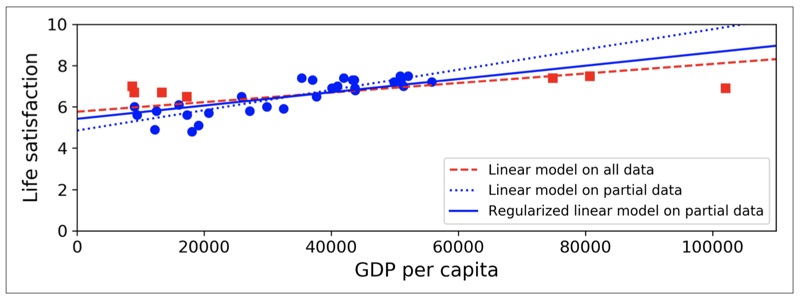 10
8
6
4
2
0
Life satisfaction
Linear model on all data
Linear model on partial data
Regularized linear model on partial data
0 20000 40000 60000 80000 100000
GDP per capita